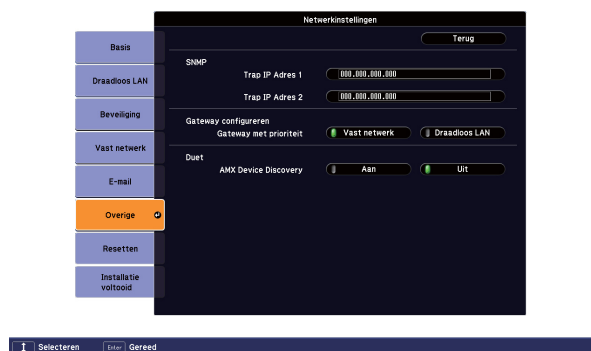 Netwerkinstellingen
Terug
Basis
Draadloos LAN
Beveiliging
Vast netwerk
E-mail
Overige
Resetten
Installatie
voltooid
SNMP
Trap IP Adres 1 000.000.000.000
Trap IP Adres 2 000.000.000.000
Gateway configureren
Gateway met prioriteit Vast netwerk Draadloos LAN
Duet
AMX Device Discovery Aan Uit
Selecteren Enter Gereed